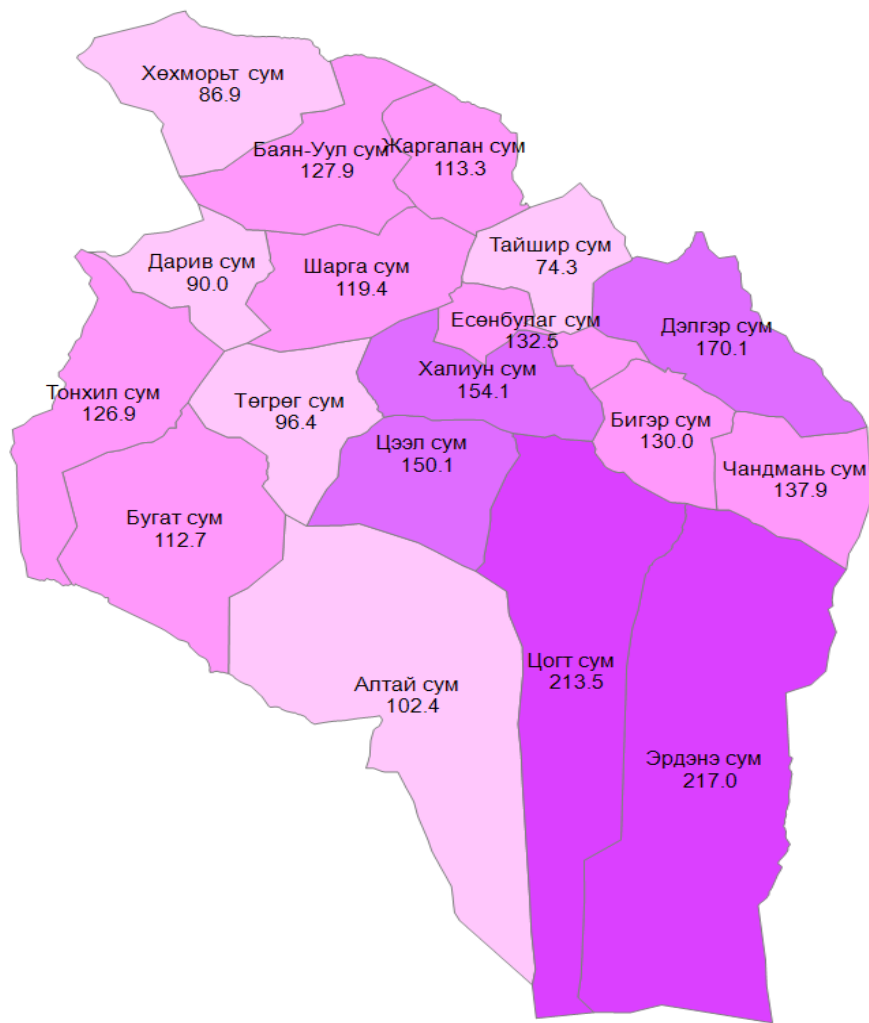 Хөхморьт сум
86.9
Баян-Уул сум
127.9
Жаргалан сум
113.3
Тайшир сум
74.3
Дарив сум
90.0
Шарга сум
119.4
Есөнбулаг сум
132.5
Дэлгэр сум
170.1
Халиун сум
154.1
Тонхил сум
126.9
Төгрөг сум
96.4
Бигэр сум
130.0
Цээл сум
150.1
Чандмань сум
137.9
Бугат сум
112.7
Цогт сум
213.5
Алтай сум
102.4
Эрдэнэ сум
217.0